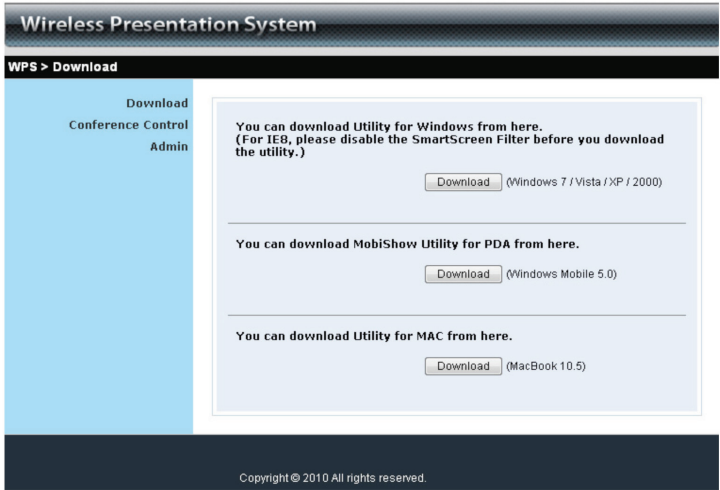 Wireless Presentation System
WPS > Download
Download
Conference Control
Admin
You can download Utility for Windows from here.
(For IE8, please disable the SmartScreen Filter before you download
the utility.)
Download (Windows 7 / Vista / XP / 2000)
You can download MobiShow Utility for PDA from here.
Download (Windows Mobile 5.0)
You can download Utility for MAC from here.
Download (MacBook 10.5)
Copyright © 2010 All rights reserved.